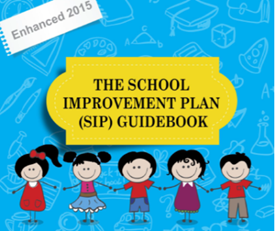 Enhanced 2015
THE SCHOOL
IMPROVEMENT PLAN
(SIP) GUIDEBOOK